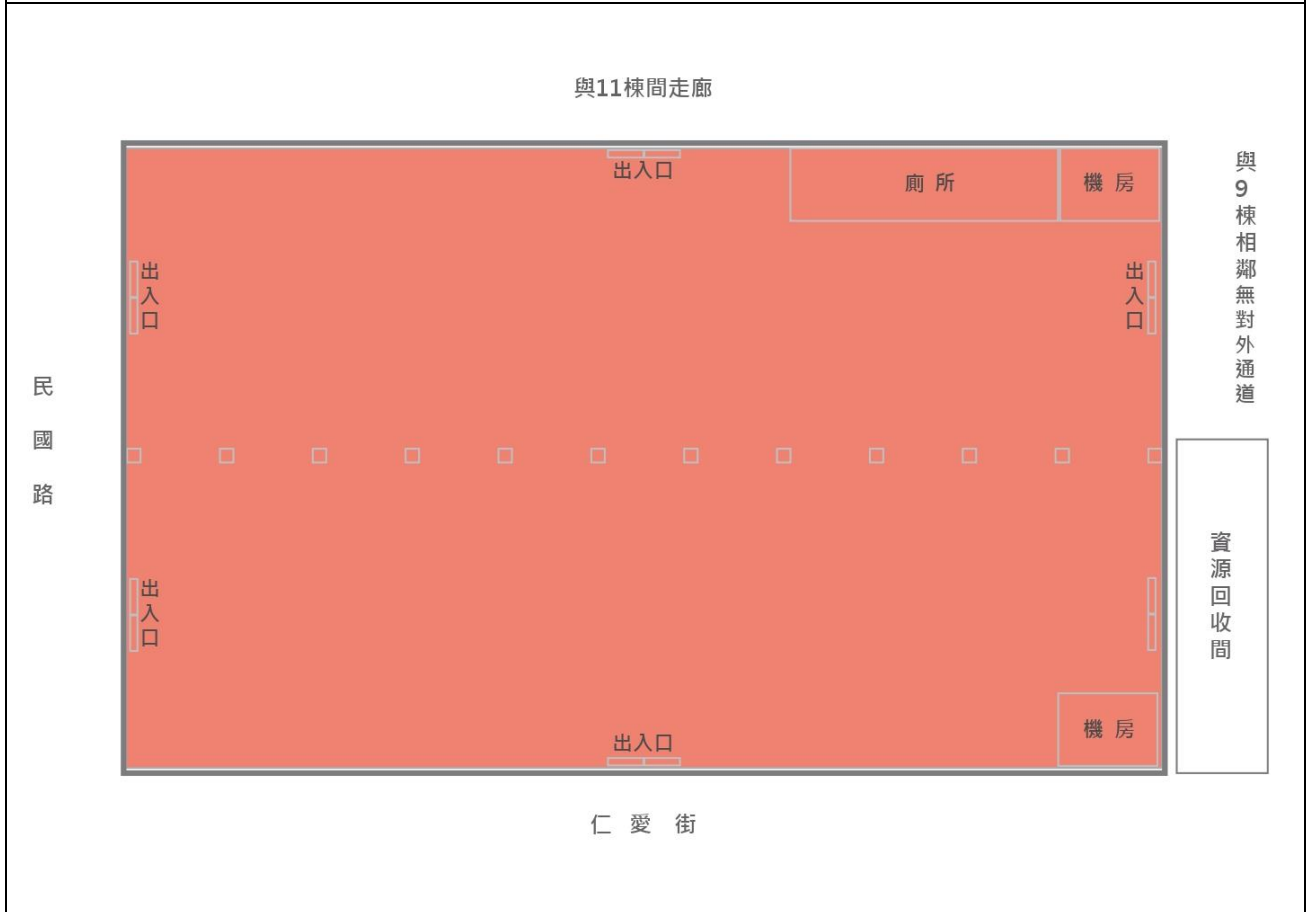 與11棟間走廊
出入口
廁所
機房
與9棟相鄰無對外通道
出入口
出入口
民國路
資源回收間
出入口
機房
出入口
仁愛街